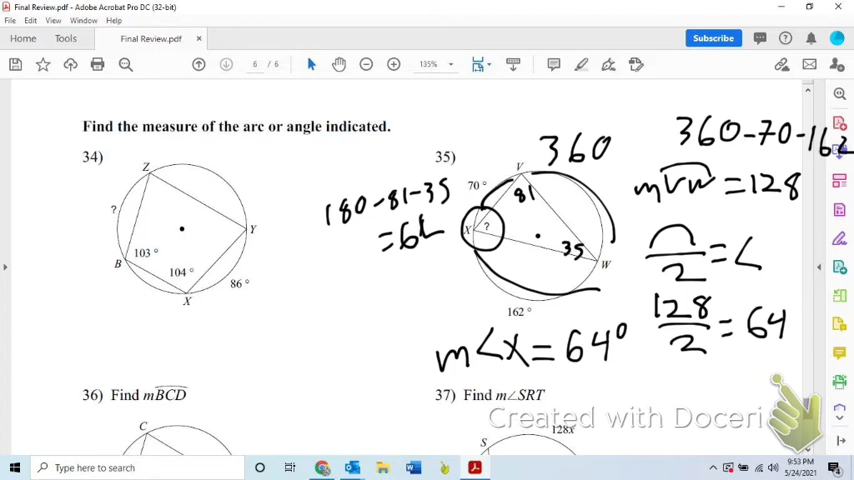 Final Review.pdf - Adobe Acrobat Pro DC (32-bit)
File Edit View Window Help
Home Tools Final Review.pdf × Subscribe
6 / 6 135%
Find the measure of the arc or angle indicated.
34)
Z
?
Y
B
103°
104°
86°
X
35)
360
V
70°
81
X
?
35
W
162°
180-81-35
=64
m∠X=64°
360-70-162
mVW=128
⌒/2=∠
128/2=64
36) Find mBCD
C
37) Find m∠SRT
128x
S
Created with Doceri
Type here to search
9:53 PM
5/24/2021
4